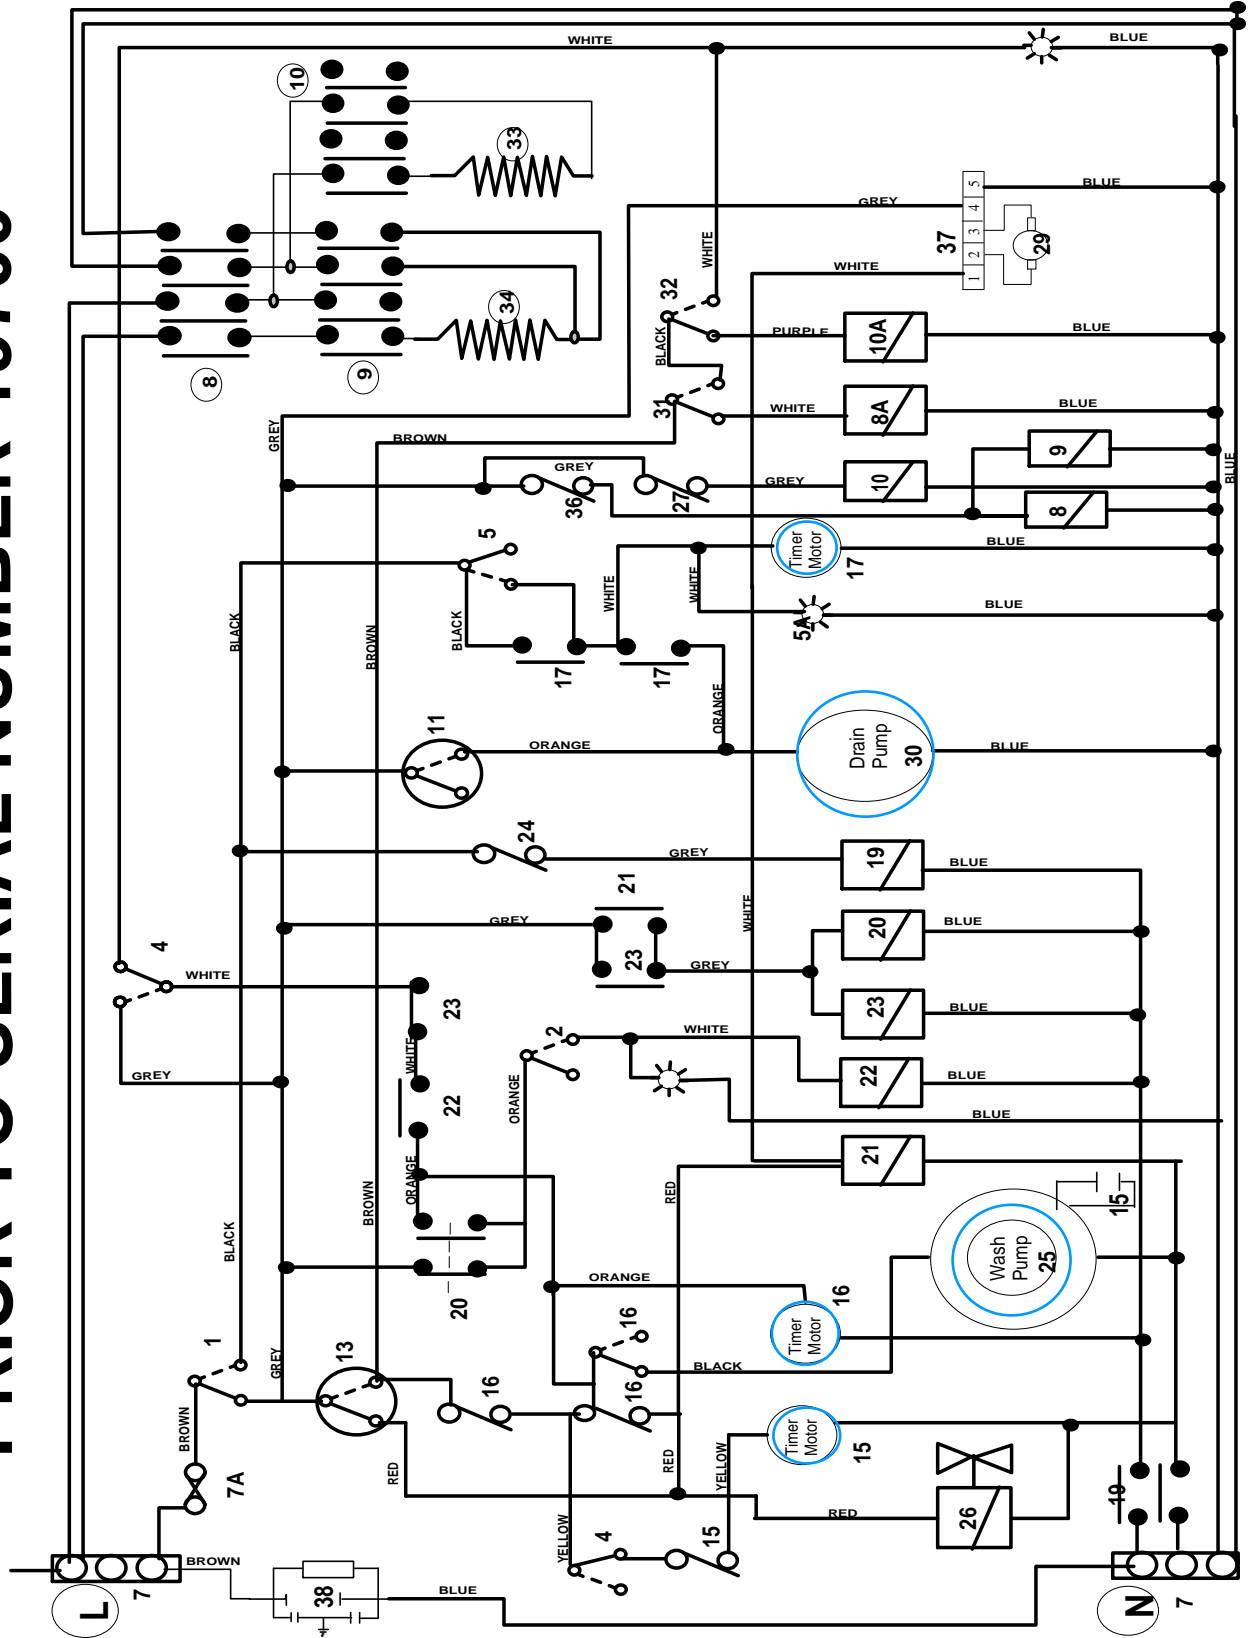 WHITE
BLUE
10
33
5
4
3
2
1
37
29
BLUE
GREY
WHITE
WHITE
34
8
9
32
BLACK
PURPLE
10A
BLUE
31
WHITE
8A
BLUE
GREY
BROWN
GREY
36
27
GREY
10
9
8
BLUE
5
WHITE
WHITE
Timer
Motor
17
BLUE
BLACK
BROWN
BLACK
17
17
5A
BLUE
ORANGE
11
ORANGE
Drain
Pump
30
BLUE
24
GREY
19
BLUE
21
GREY
23
GREY
WHITE
20
BLUE
4
WHITE
23
23
BLUE
GREY
WHITE
22
2
WHITE
22
BLUE
ORANGE
BLUE
ORANGE
BROWN
RED
21
BLACK
20
15
Wash
Pump
25
ORANGE
16
Timer
Motor
1
GREY
13
16
16
16
BLACK
BROWN
7A
RED
RED
YELLOW
Timer
Motor
15
YELLOW
4
15
RED
26
19
L
7
BROWN
38
BLUE
N
7